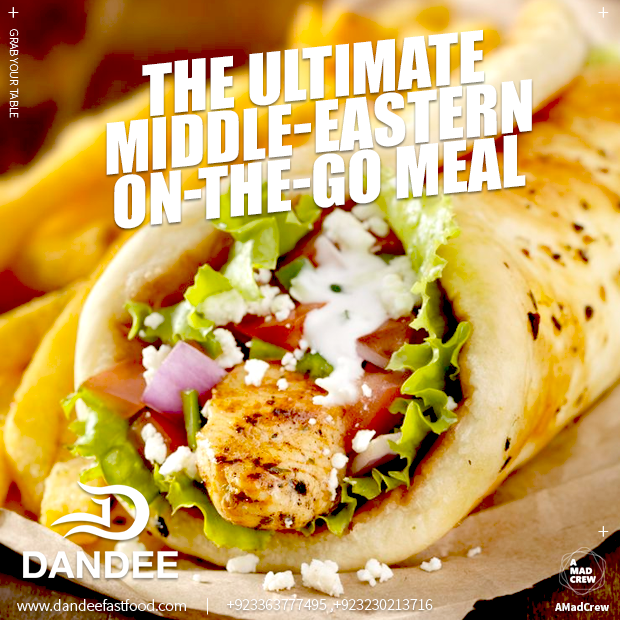 GRAB YOUR TABLE
THE ULTIMATE
MIDDLE-EASTERN
ON-THE-GO MEAL
D
DANDEE
www.dandeefastfood.com | +923363777495 ,+923230213716
A
MAD
CREW
AMadCrew